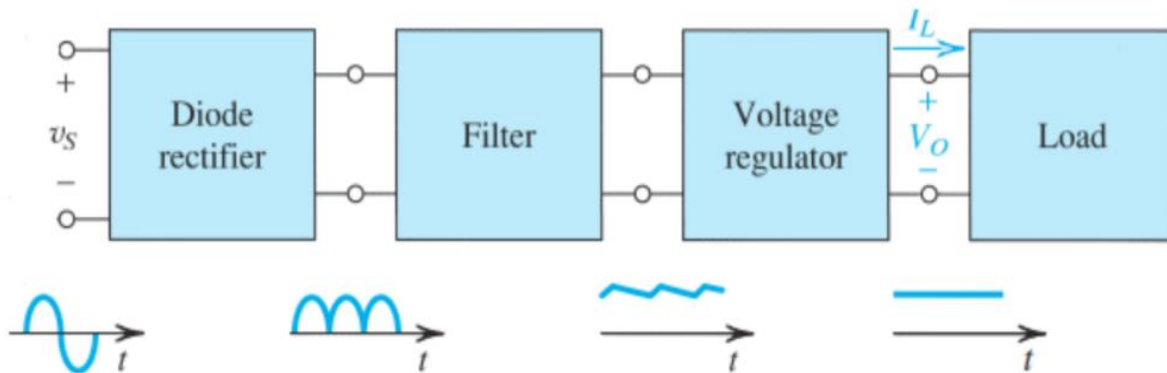 I_L
+
v_S
−
Diode
rectifier
Filter
Voltage
regulator
+
V_O
−
Load
t
t
t
t